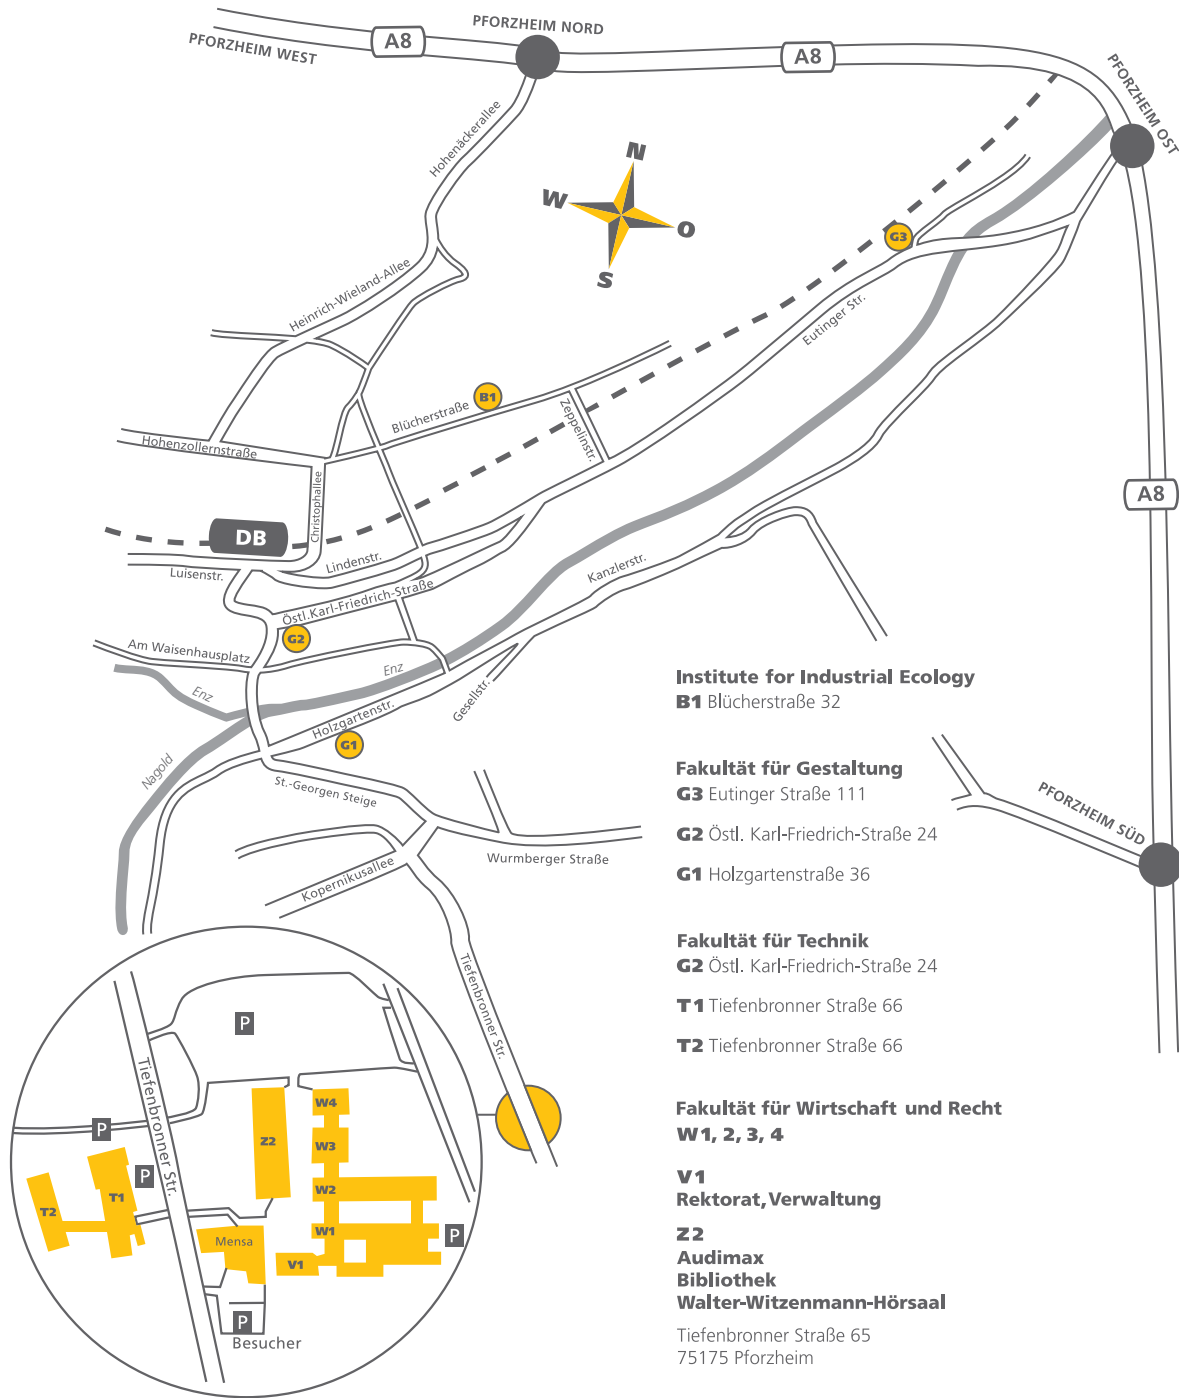 PFORZHEIM NORD
A8
PFORZHEIM WEST
A8
PFORZHEIM OST
Hohenäckerallee
N
W
O
S
G3
Heinrich-Wieland-Allee
Eutinger Str.
B1
Blücherstraße
Zeppelinstr.
Hohenzollernstraße
Christophallee
A8
DB
Lindenstr.
Luisenstr.
Kanzlerstr.
Östl.Karl-Friedrich-Straße
G2
Am Waisenhausplatz
Enz
Enz
Gesellstr.
Holzgartenstr.
G1
Nagold
St.-Georgen Steige
Wurmberger Straße
Kopernikusallee
Tiefenbronner Str.
PFORZHEIM SÜD
Institute for Industrial Ecology
B1 Blücherstraße 32
Fakultät für Gestaltung
G3 Eutinger Straße 111
G2 Östl. Karl-Friedrich-Straße 24
G1 Holzgartenstraße 36
Fakultät für Technik
G2 Östl. Karl-Friedrich-Straße 24
T1 Tiefenbronner Straße 66
T2 Tiefenbronner Straße 66
Fakultät für Wirtschaft und Recht
W1, 2, 3, 4
V1
Rektorat, Verwaltung
Z2
Audimax
Bibliothek
Walter-Witzenmann-Hörsaal
Tiefenbronner Straße 65
75175 Pforzheim
P
Tiefenbronner Str.
W4
P
Z2
W3
P
T1
W2
T2
W1
Mensa
P
V1
P
Besucher